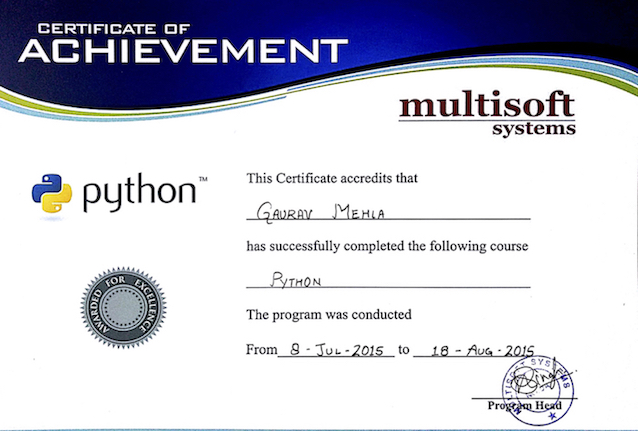 CERTIFICATE OF
ACHIEVEMENT
multisoft
systems
python™
This Certificate accredits that
GAURAV MEHLA
has successfully completed the following course
PYTHON
AWARDED FOR EXCELLENCE
The program was conducted
From 8 - JUL - 2015 to 18 - AUG - 2015
MULTISOFT SYSTEMS
Program Head